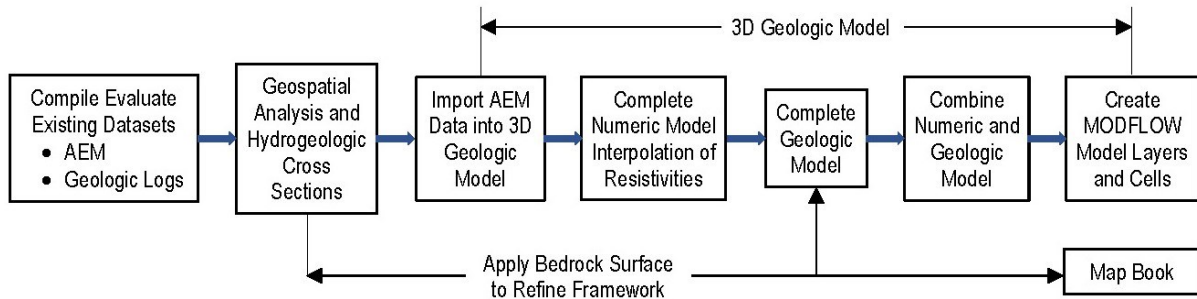 3D Geologic Model
Compile Evaluate
Existing Datasets
• AEM
• Geologic Logs
Geospatial
Analysis and
Hydrogeologic
Cross
Sections
Import AEM
Data into 3D
Geologic
Model
Complete
Numeric Model
Interpolation of
Resistivities
Complete
Geologic
Model
Combine
Numeric and
Geologic
Model
Create
MODFLOW
Model Layers
and Cells
Apply Bedrock Surface
to Refine Framework
Map Book